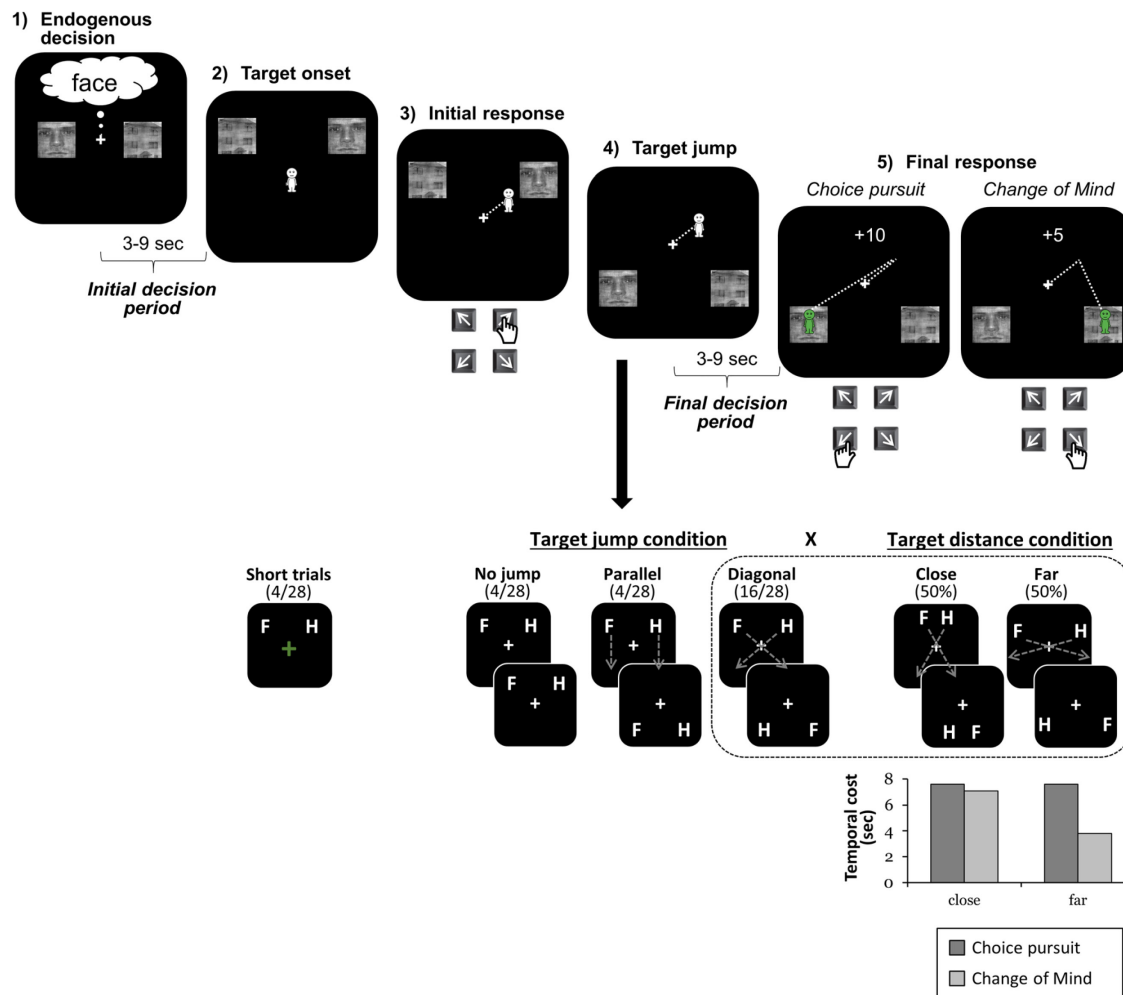 1) Endogenous
decision
face
3-9 sec
Initial decision
period
2) Target onset
3) Initial response
4) Target jump
3-9 sec
Final decision
period
5) Final response
Choice pursuit
+10
Change of Mind
+5
Target jump condition
X
Target distance condition
Short trials
(4/28)
F H
No jump
(4/28)
F H
F H
Parallel
(4/28)
F H
F H
Diagonal
(16/28)
F H
H F
Close
(50%)
F H
H F
Far
(50%)
F H
H F
Temporal cost
(sec)
8
6
4
2
0
close
far
Choice pursuit
Change of Mind